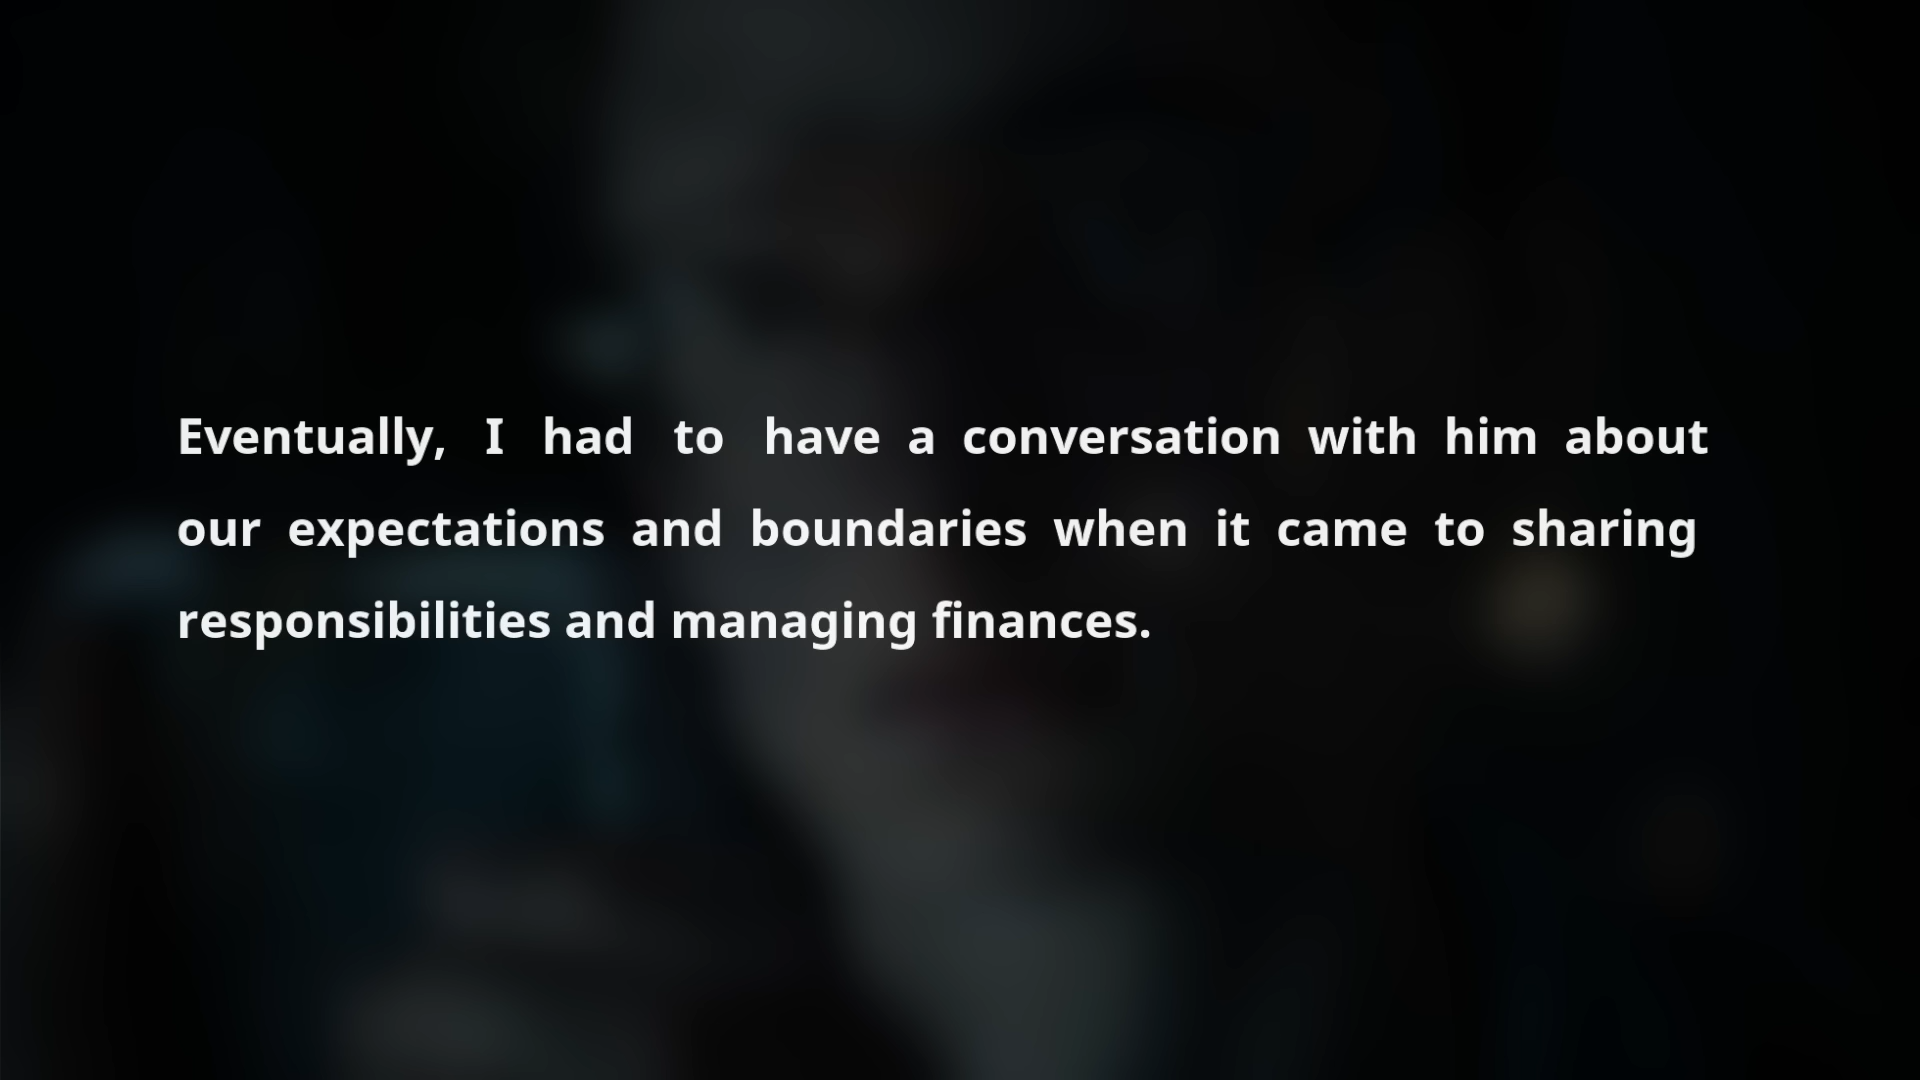 Eventually, I had to have a conversation with him about
our expectations and boundaries when it came to sharing
responsibilities and managing finances.